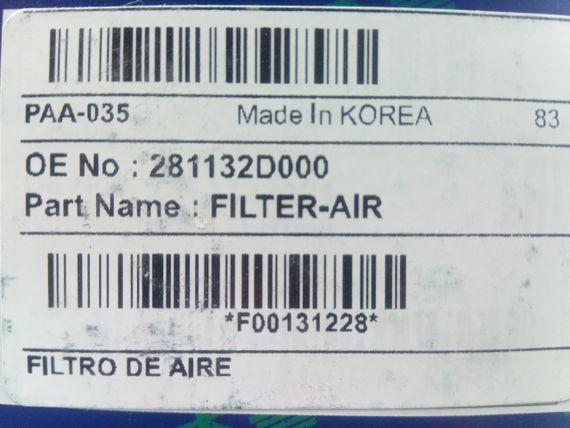 PAA-035 Made In KOREA 83
OE No : 281132D000
Part Name : FILTER-AIR
*F00131228*
FILTRO DE AIRE